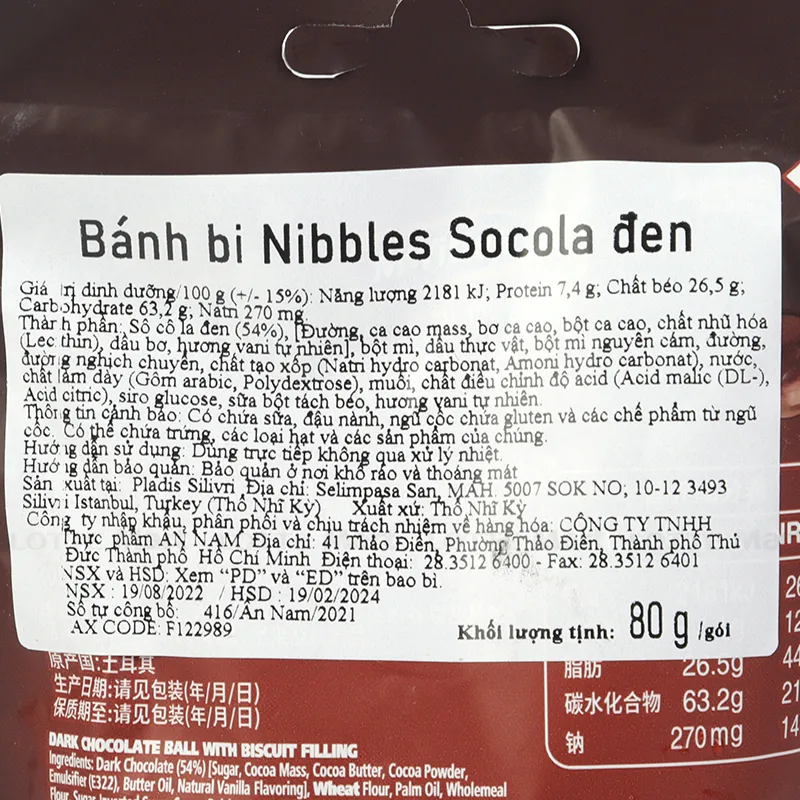 Bánh bi Nibbles Socola đen
Giá trị dinh dưỡng/100 g (+/- 15%): Năng lượng 2181 kJ; Protein 7,4 g; Chất béo 26,5 g;
Carbohydrate 63,2 g; Natri 270 mg.
Thành phần: Sô cô la đen (54%), [Đường, ca cao mass, bơ ca cao, bột ca cao, chất nhũ hóa
(Lecithin), dầu bơ, hương vani tự nhiên], bột mì, dầu thực vật, bột mì nguyên cám, đường,
đường nghịch chuyển, chất tạo xốp (Natri hydro carbonat, Amoni hydro carbonat), nước,
chất làm dày (Gôm arabic, Polydextrose), muối, chất điều chỉnh độ acid (Acid malic (DL-),
Acid citric), siro glucose, sữa bột tách béo, hương vani tự nhiên.
Thông tin cảnh báo: Có chứa sữa, đậu nành, ngũ cốc chứa gluten và các chế phẩm từ ngũ
cốc. Có thể chứa trứng, các loại hạt và các sản phẩm của chúng.
Hướng dẫn sử dụng: Dùng trực tiếp không qua xử lý nhiệt.
Hướng dẫn bảo quản: Bảo quản ở nơi khô ráo và thoáng mát
Sản xuất tại: Pladis Silivri Địa chỉ: Selimpasa San, MAH. 5007 SOK NO; 10-12 3493
Silivri Istanbul, Turkey (Thổ Nhĩ Kỳ) Xuất xứ: Thổ Nhĩ Kỳ
Công ty nhập khẩu, phân phối và chịu trách nhiệm về hàng hóa: CÔNG TY TNHH
Thực phẩm AN NAM Địa chỉ: 41 Thảo Điền, Phường Thảo Điền, Thành phố Thủ
Đức Thành phố Hồ Chí Minh Điện thoại: 28.3512 6400 - Fax: 28.3512 6401
NSX và HSD: Xem “PD” và “ED” trên bao bì.
NSX : 19/08/2022 / HSD : 19/02/2024
Số tự công bố: 416/An Nam/2021
AX CODE: F122989
Khối lượng tịnh: 80 g /gói
原产国:土耳其
生产日期:请见包装(年/月/日)
保质期至:请见包装(年/月/日)
脂肪 26.5g
碳水化合物 63.2g
钠 270mg
DARK CHOCOLATE BALL WITH BISCUIT FILLING
Ingredients: Dark Chocolate (54%) [Sugar, Cocoa Mass, Cocoa Butter, Cocoa Powder,
Emulsifier (E322), Butter Oil, Natural Vanilla Flavoring], Wheat Flour, Palm Oil, Wholemeal